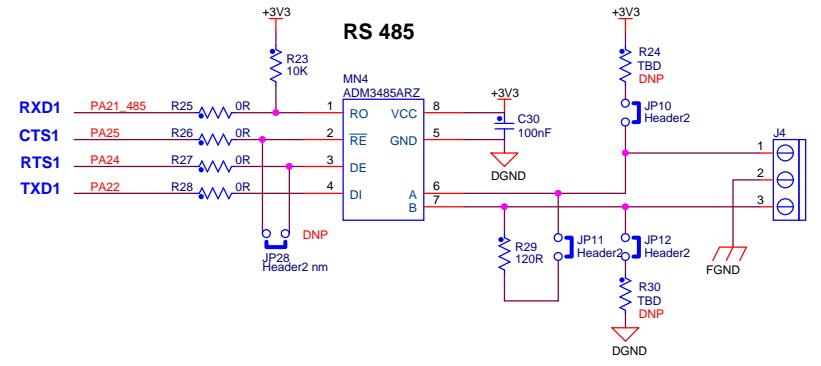 +3V3
+3V3
RS 485
R23
10K
R24
TBD
DNP
MN4
ADM3485ARZ
+3V3
JP10
Header2
RXD1 PA21_485 R25 0R 1 RO VCC 8
C30
100nF
CTS1 PA25 R26 0R 2 RE GND 5
J4
1
RTS1 PA24 R27 0R 3 DE
DGND
2
TXD1 PA22 R28 0R 4 DI A 6
B 7
3
DNP
JP28
Header2 nm
R29
120R
JP11
Header2
JP12
Header2
FGND
R30
TBD
DNP
DGND